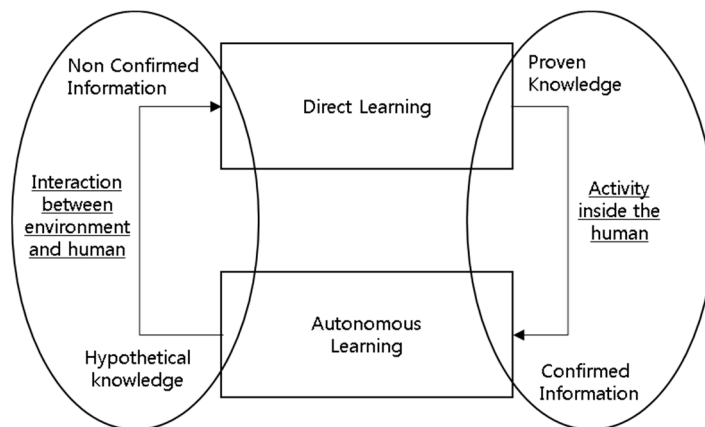 Non Confirmed
Information
Direct Learning
Proven
Knowledge
Interaction
between
environment
and human
Activity
inside the
human
Autonomous
Learning
Hypothetical
knowledge
Confirmed
Information